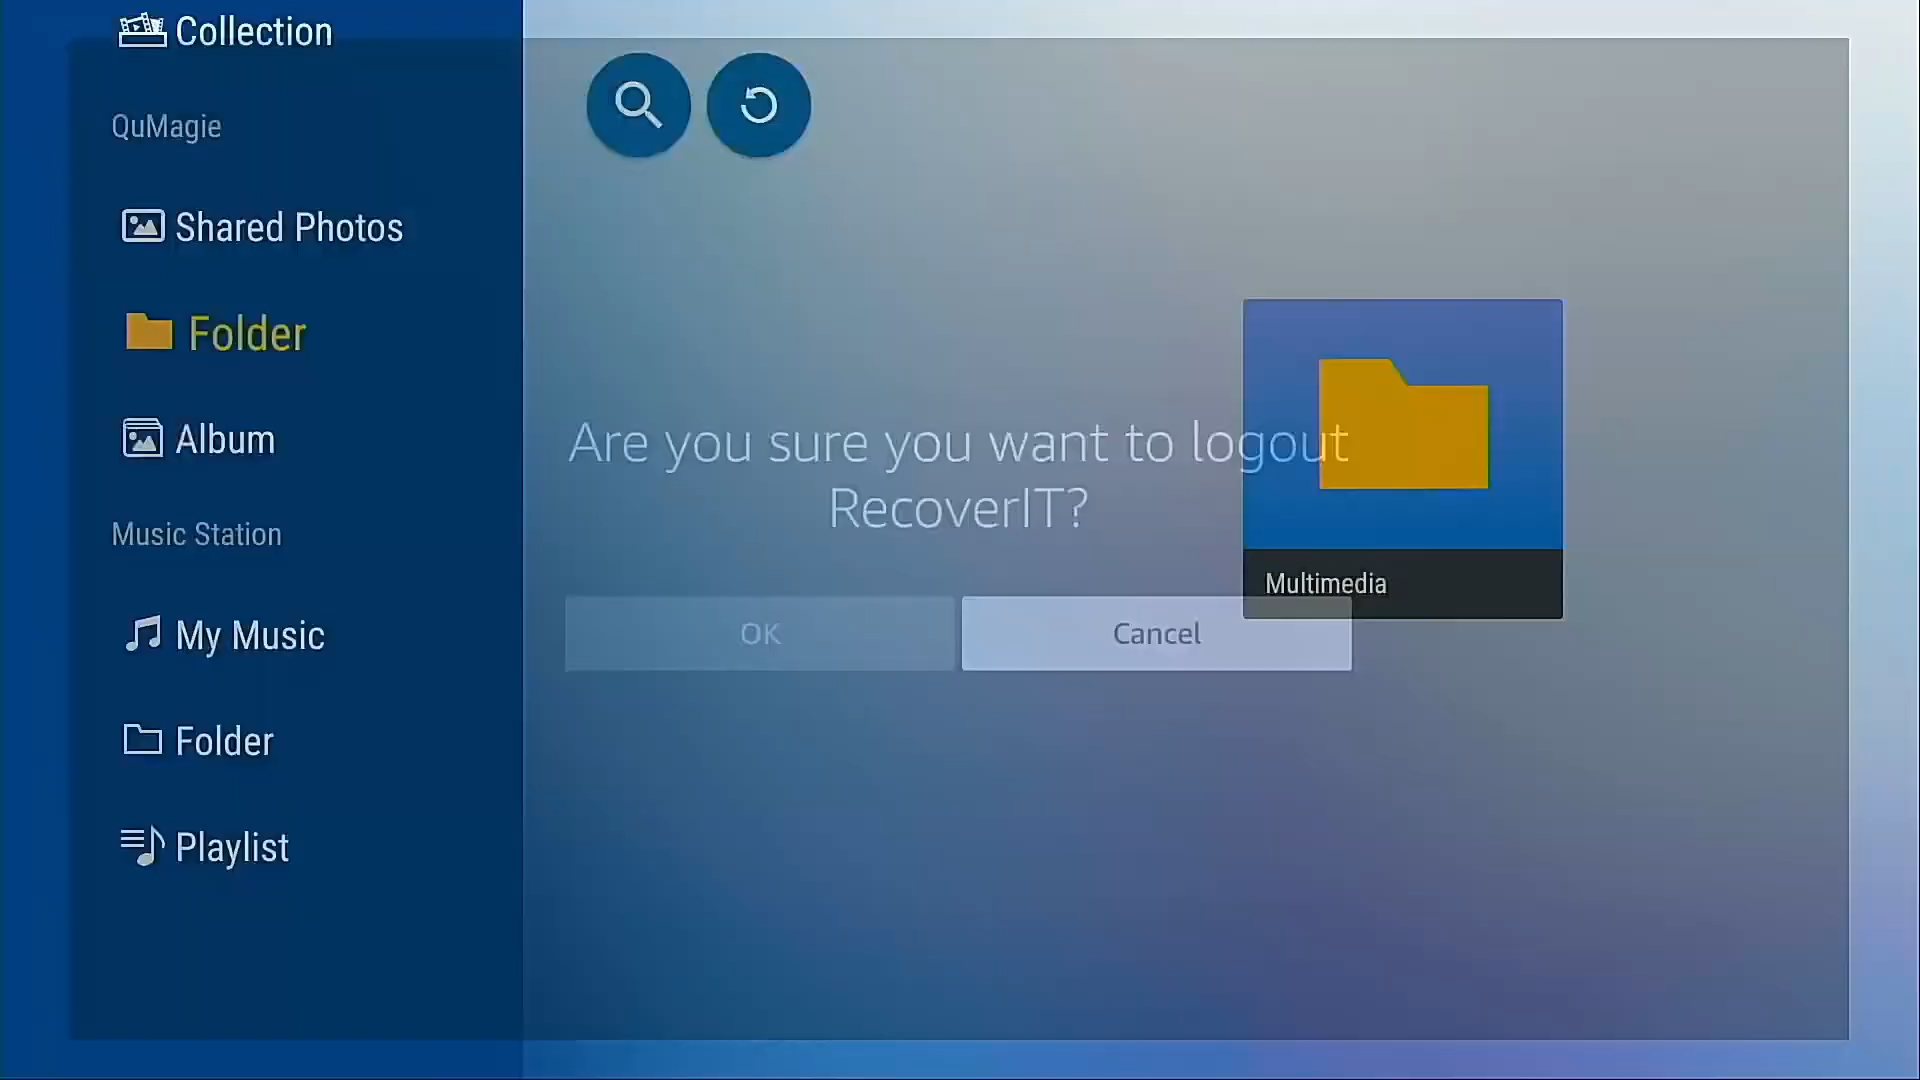 Collection
QuMagie
Shared Photos
Folder
Album
Music Station
My Music
Folder
Playlist
Are you sure you want to logout
RecoverIT?
OK
Cancel
Multimedia